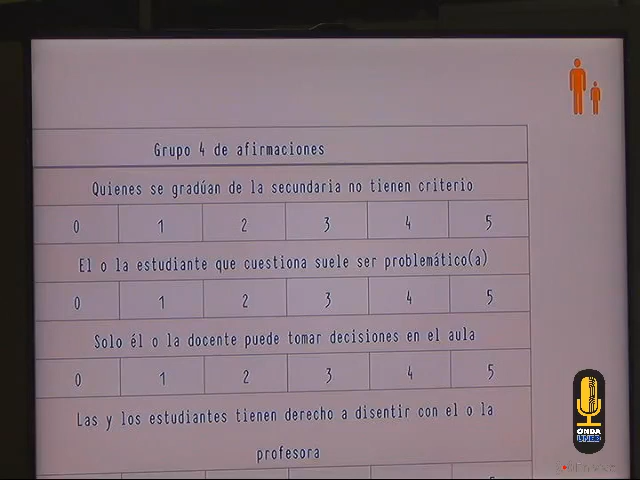 Grupo 4 de afirmaciones
Quienes se gradúan de la secundaria no tienen criterio
0 1 2 3 4 5
El o la estudiante que cuestiona suele ser problemático(a)
0 1 2 3 4 5
Solo él o la docente puede tomar decisiones en el aula
0 1 2 3 4 5
Las y los estudiantes tienen derecho a disentir con el o la
profesora
ONDA
UNED